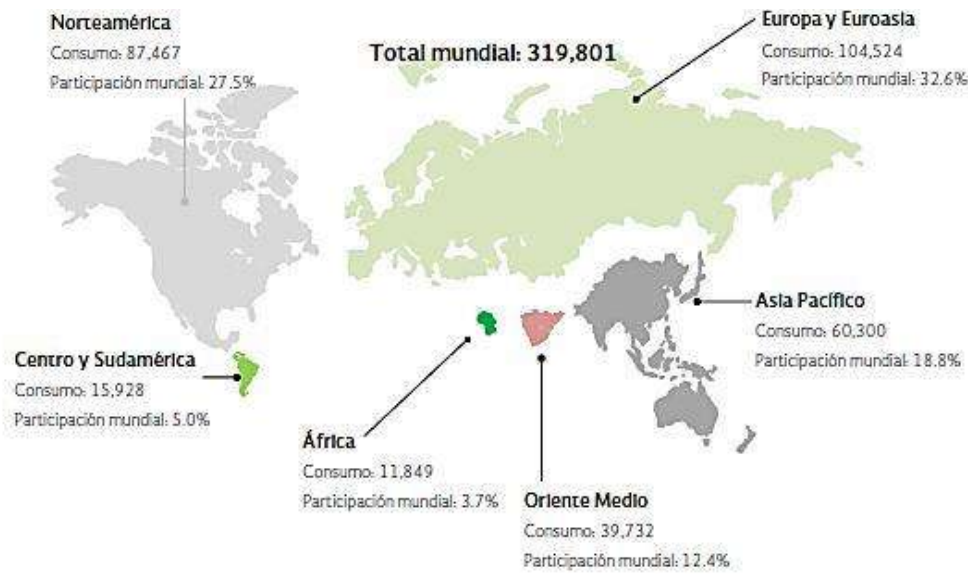 Norteamérica
Consumo: 87,467
Participación mundial: 27.5%
Total mundial: 319,801
Europa y Euroasia
Consumo: 104,524
Participación mundial: 32.6%
Asia Pacífico
Consumo: 60,300
Participación mundial: 18.8%
Centro y Sudamérica
Consumo: 15,928
Participación mundial: 5.0%
África
Consumo: 11,849
Participación mundial: 3.7%
Oriente Medio
Consumo: 39,732
Participación mundial: 12.4%